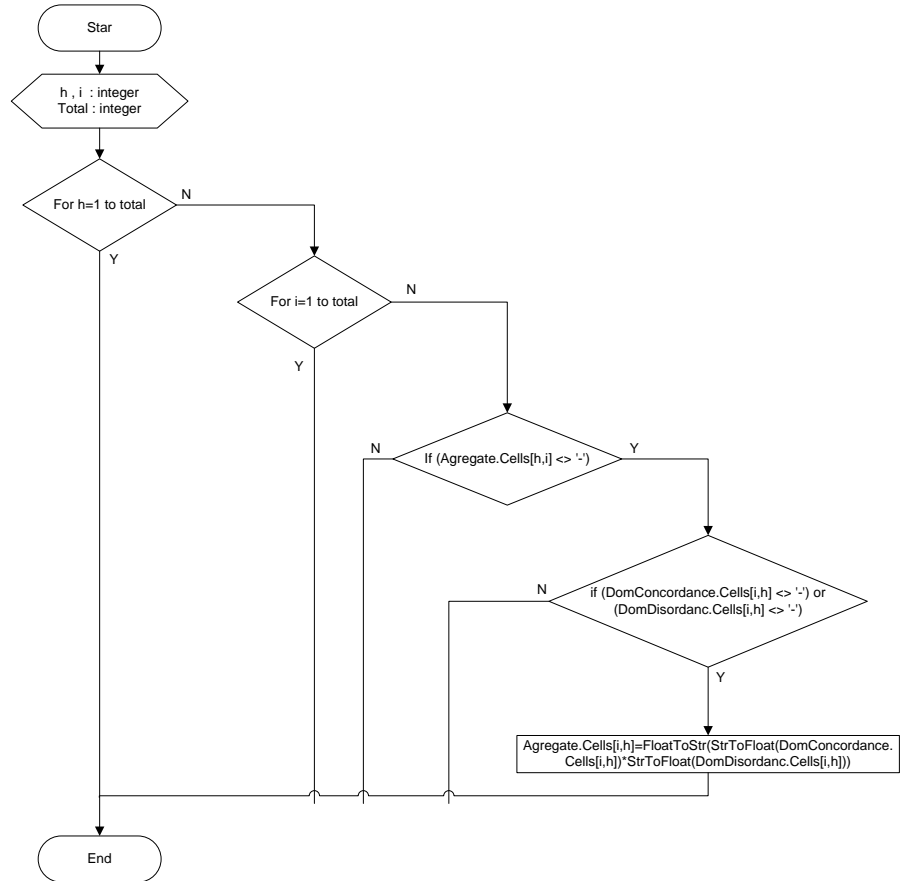 Star
h , i : integer
Total : integer
For h=1 to total
N
Y
For i=1 to total
N
Y
If (Agregate.Cells[h,i] <> '-')
N
Y
if (DomConcordance.Cells[i,h] <> '-') or
(DomDisordanc.Cells[i,h] <> '-')
N
Y
Agregate.Cells[i,h]=FloatToStr(StrToFloat(DomConcordance.
Cells[i,h])*StrToFloat(DomDisordanc.Cells[i,h]))
End